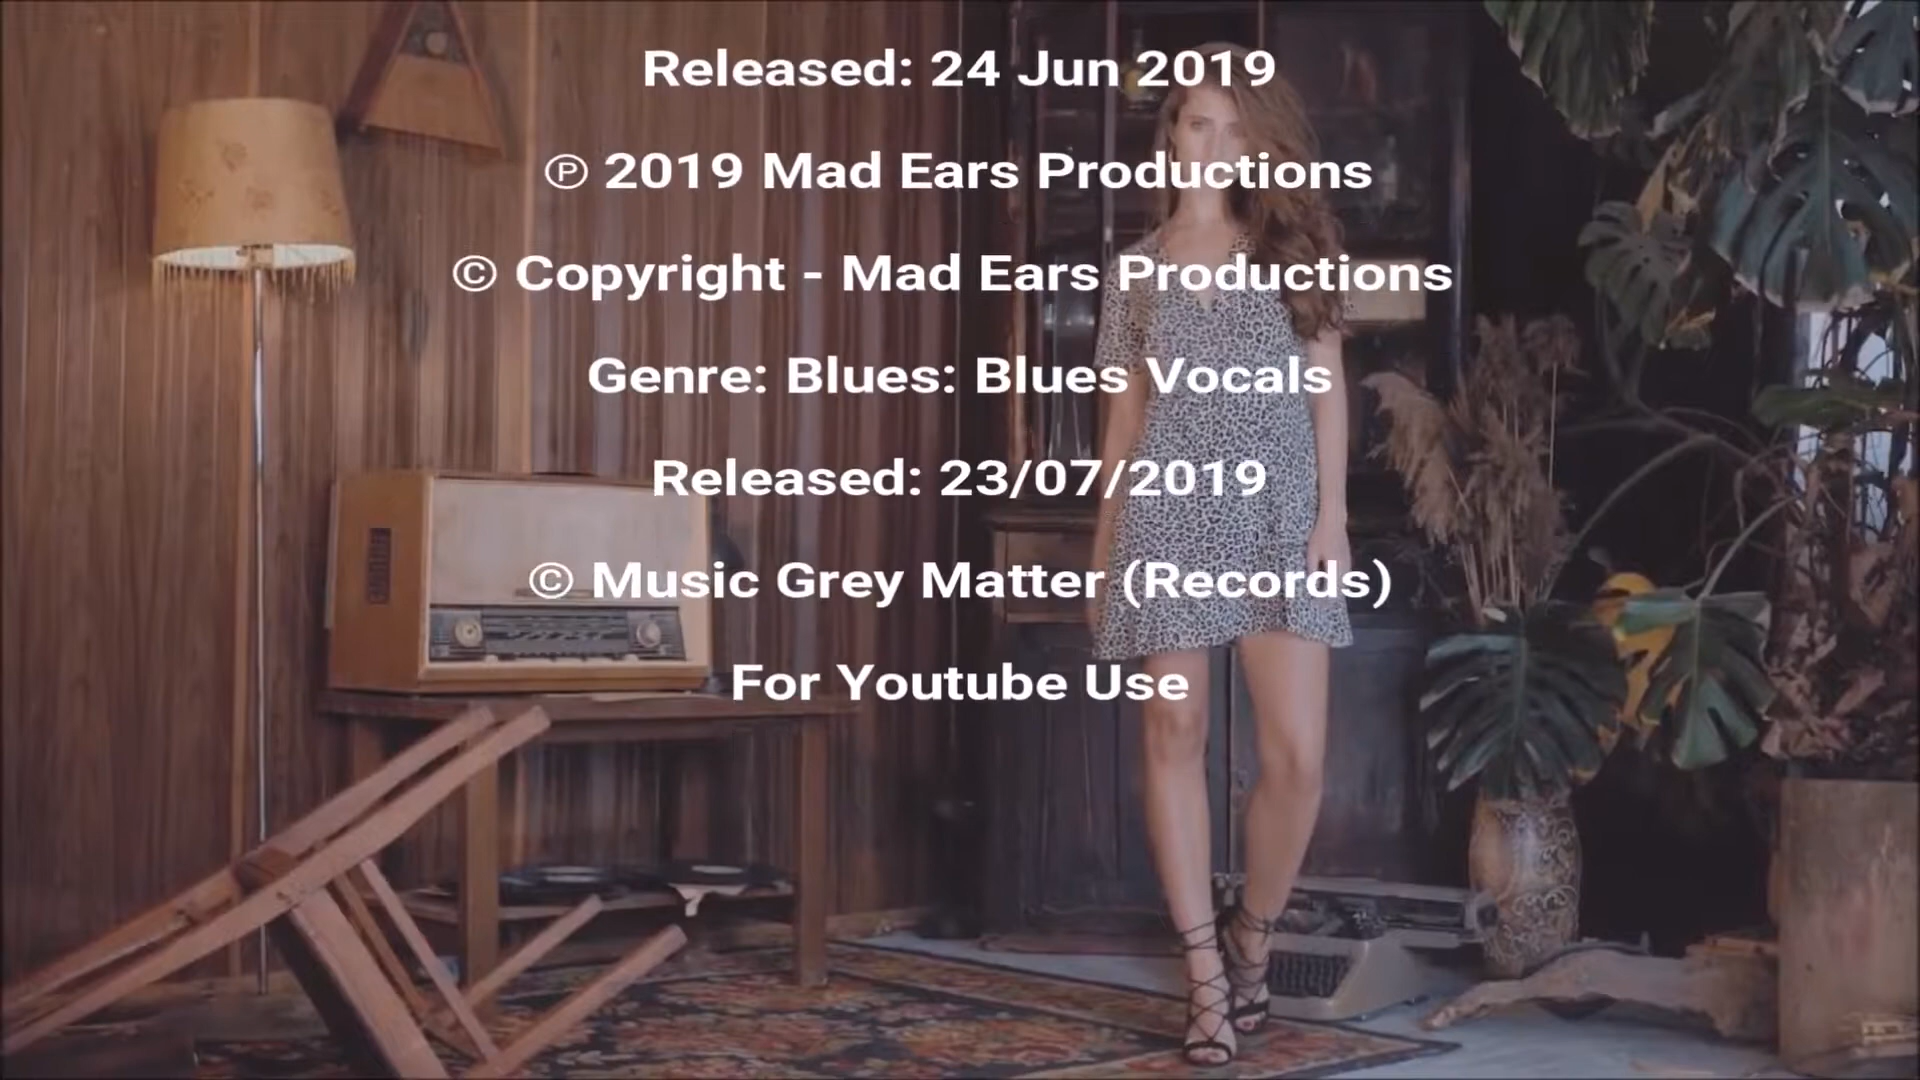 Released: 24 Jun 2019
℗ 2019 Mad Ears Productions
© Copyright - Mad Ears Productions
Genre: Blues: Blues Vocals
Released: 23/07/2019
© Music Grey Matter (Records)
For Youtube Use